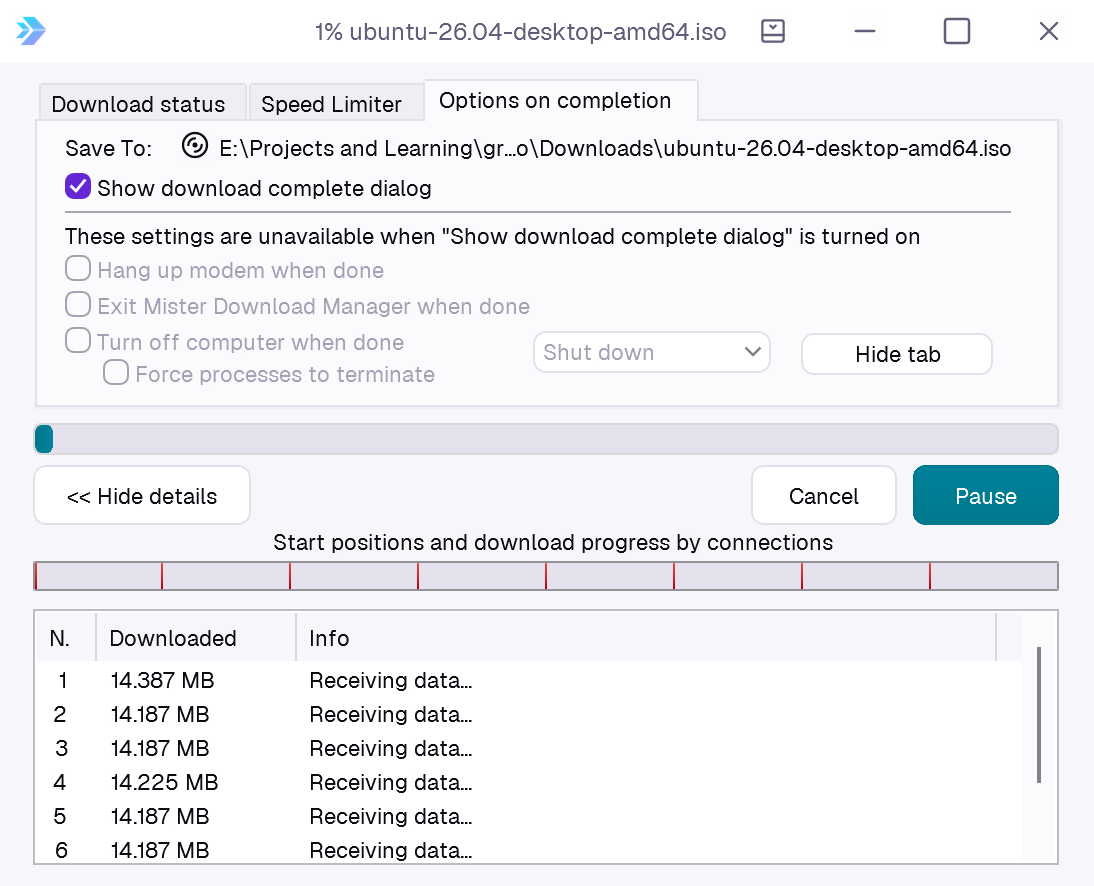 1% ubuntu-26.04-desktop-amd64.iso
Download status
Speed Limiter
Options on completion
Save To: E:\Projects and Learning\gr...o\Downloads\ubuntu-26.04-desktop-amd64.iso
Show download complete dialog
These settings are unavailable when "Show download complete dialog" is turned on
Hang up modem when done
Exit Mister Download Manager when done
Turn off computer when done
Shut down
Hide tab
Force processes to terminate
<< Hide details
Cancel
Pause
Start positions and download progress by connections
N. Downloaded Info
1 14.387 MB Receiving data...
2 14.187 MB Receiving data...
3 14.187 MB Receiving data...
4 14.225 MB Receiving data...
5 14.187 MB Receiving data...
6 14.187 MB Receiving data...